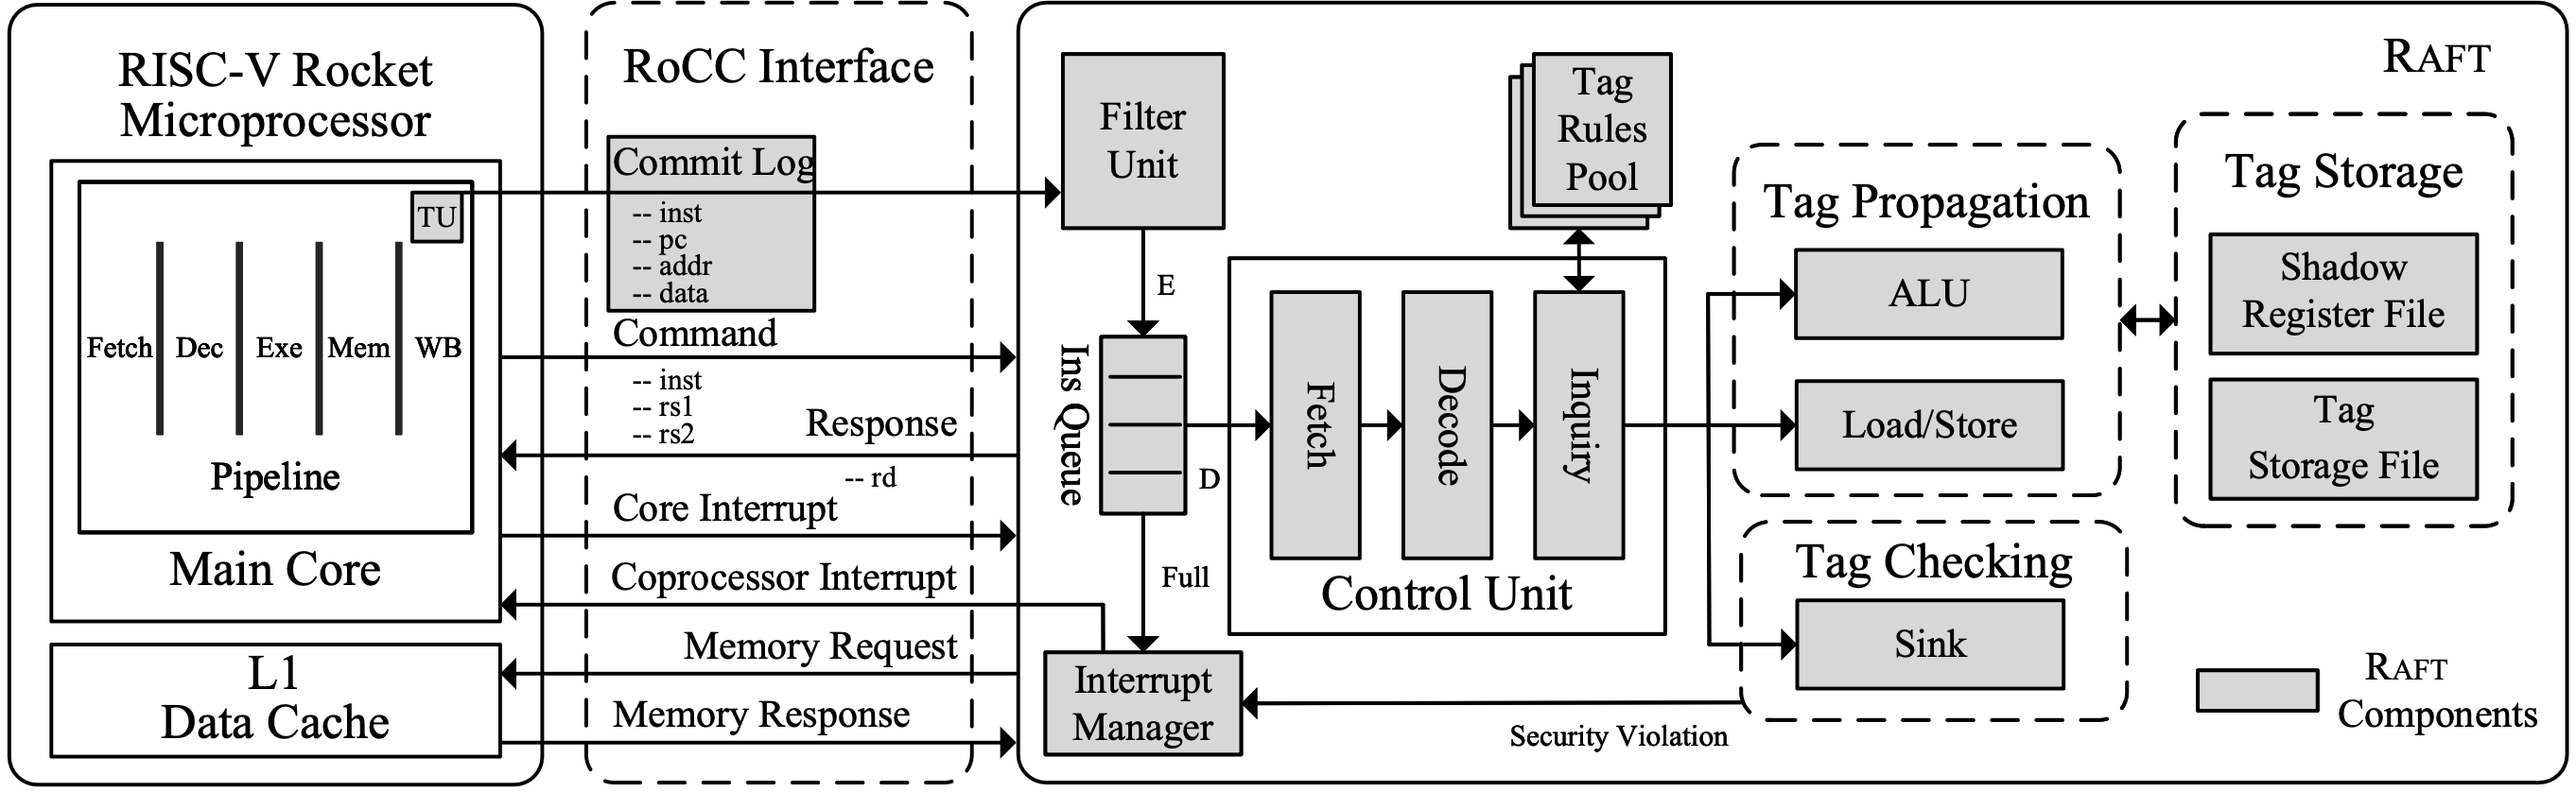 RISC-V Rocket
Microprocessor
TU
Fetch
Dec
Exe
Mem
WB
Pipeline
Main Core
L1
Data Cache
RoCC Interface
Commit Log
-- inst
-- pc
-- addr
-- data
Command
-- inst
-- rs1
-- rs2
Response
-- rd
Core Interrupt
Coprocessor Interrupt
Memory Request
Memory Response
RAFT
Filter
Unit
E
Ins Queue
D
Full
Interrupt
Manager
Tag
Rules
Pool
Fetch
Decode
Inquiry
Control Unit
Tag Propagation
ALU
Load/Store
Tag Checking
Sink
Security Violation
Tag Storage
Shadow
Register File
Tag
Storage File
RAFT
Components